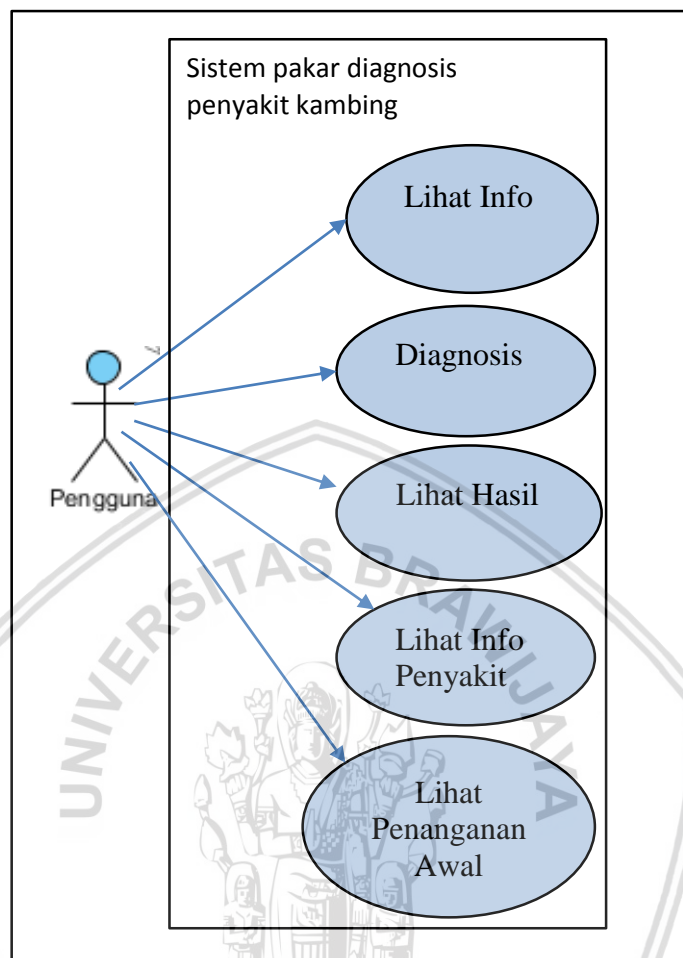 Sistem pakar diagnosis
penyakit kambing
Lihat Info
Diagnosis
Pengguna
Lihat Hasil
Lihat Info
Penyakit
Lihat
Penanganan
Awal
UNIVERSITAS BRAWIJAYA